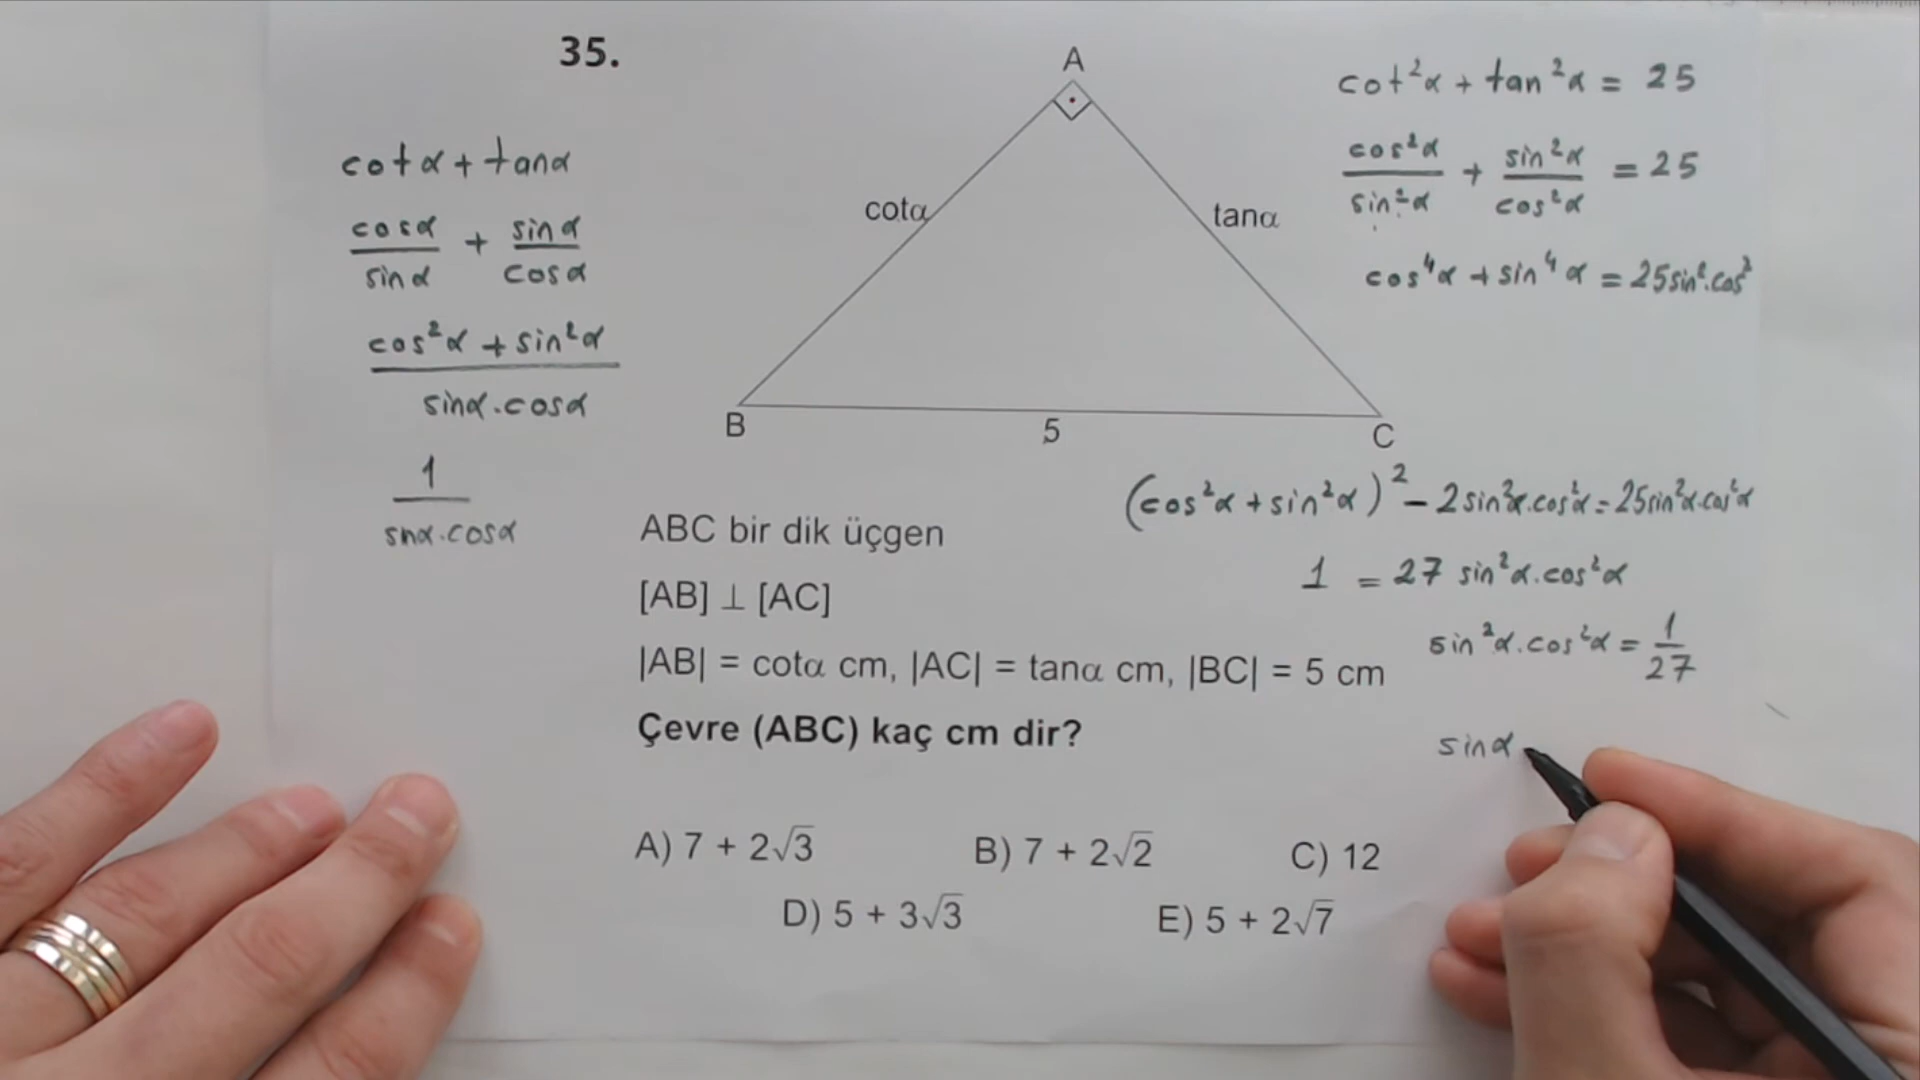 35.
cotα + tanα
cosα/sinα + sinα/cosα
cos²α + sin²α / sinα.cosα
1 / snα.cosα
A
cotα
tanα
B
5
C
cot²α + tan²α = 25
cos²α/sin²α + sin²α/cos²α = 25
cos⁴α + sin⁴α = 25sin².cos²
(cos²α + sin²α)² − 2sin²α.cos²α = 25sin²α.cos²α
1 = 27 sin²α.cos²α
sin²α.cos²α = 1/27
sinα
ABC bir dik üçgen
[AB] ⊥ [AC]
|AB| = cotα cm, |AC| = tanα cm, |BC| = 5 cm
Çevre (ABC) kaç cm dir?
A) 7 + 2√3 B) 7 + 2√2 C) 12
D) 5 + 3√3 E) 5 + 2√7